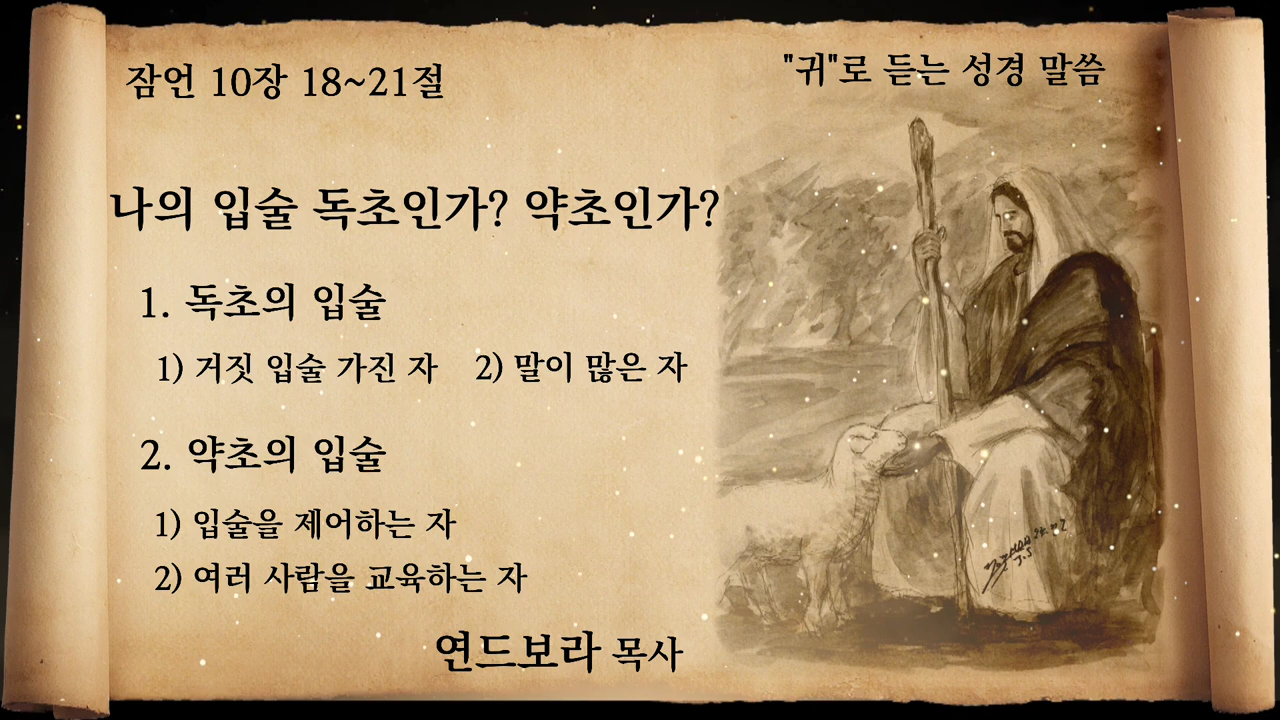 잠언 10장 18~21절
"귀"로 듣는 성경 말씀
나의 입술 독초인가? 약초인가?
1. 독초의 입술
1) 거짓 입술 가진 자 2) 말이 많은 자
2. 약초의 입술
1) 입술을 제어하는 자
2) 여러 사람을 교육하는 자
연드보라 목사